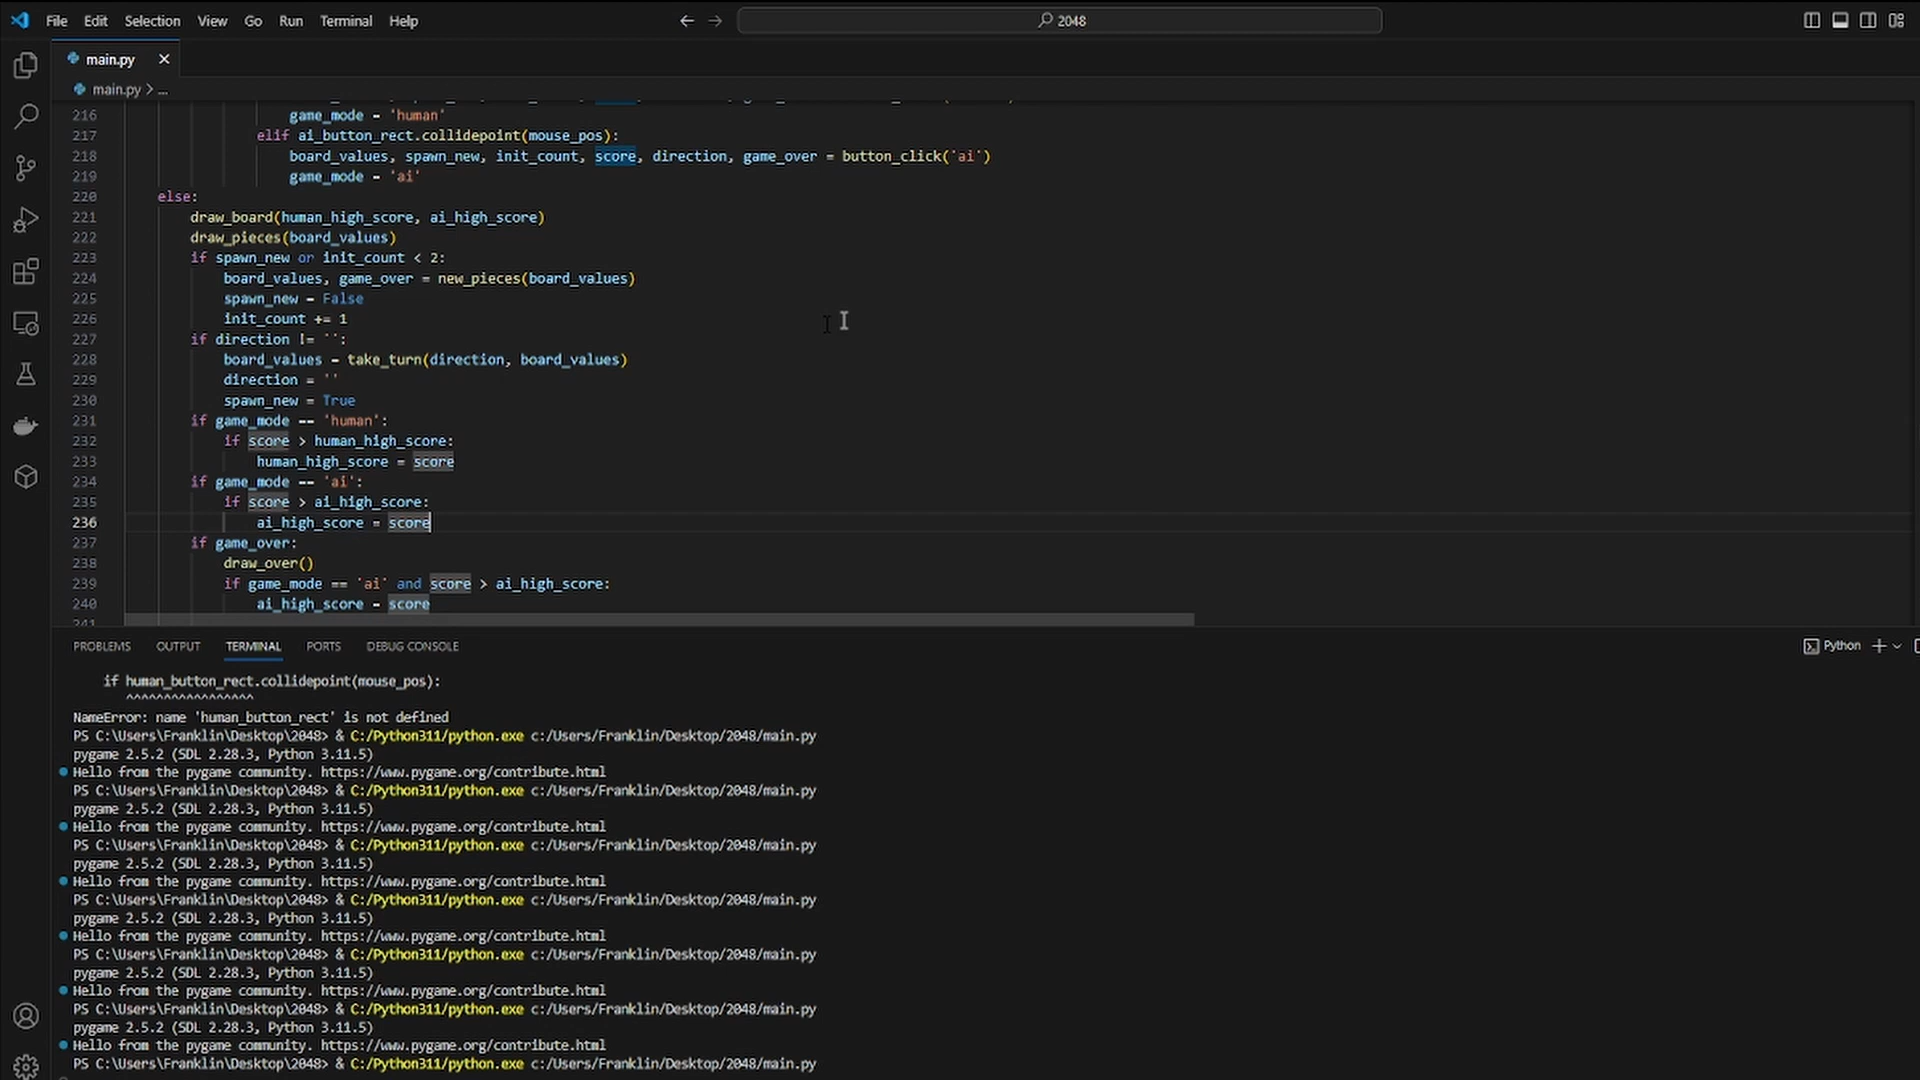 File Edit Selection View Go Run Terminal Help
2048
main.py
main.py > ...
216 game_mode = 'human'
217 elif ai_button_rect.collidepoint(mouse_pos):
218 board_values, spawn_new, init_count, score, direction, game_over = button_click('ai')
219 game_mode = 'ai'
220 else:
221 draw_board(human_high_score, ai_high_score)
222 draw_pieces(board_values)
223 if spawn_new or init_count < 2:
224 board_values, game_over = new_pieces(board_values)
225 spawn_new = False
226 init_count += 1
227 if direction != '':
228 board_values = take_turn(direction, board_values)
229 direction = ''
230 spawn_new = True
231 if game_mode == 'human':
232 if score > human_high_score:
233 human_high_score = score
234 if game_mode == 'ai':
235 if score > ai_high_score:
236 ai_high_score = score
237 if game_over:
238 draw_over()
239 if game_mode == 'ai' and score > ai_high_score:
240 ai_high_score = score
241
PROBLEMS OUTPUT TERMINAL PORTS DEBUG CONSOLE
Python
if human_button_rect.collidepoint(mouse_pos):
^^^^^^^^^^^^^^^^^
NameError: name 'human_button_rect' is not defined
PS C:\Users\Franklin\Desktop\2048> & C:/Python311/python.exe c:/Users/Franklin/Desktop/2048/main.py
pygame 2.5.2 (SDL 2.28.3, Python 3.11.5)
Hello from the pygame community. https://www.pygame.org/contribute.html
PS C:\Users\Franklin\Desktop\2048> & C:/Python311/python.exe c:/Users/Franklin/Desktop/2048/main.py
pygame 2.5.2 (SDL 2.28.3, Python 3.11.5)
Hello from the pygame community. https://www.pygame.org/contribute.html
PS C:\Users\Franklin\Desktop\2048> & C:/Python311/python.exe c:/Users/Franklin/Desktop/2048/main.py
pygame 2.5.2 (SDL 2.28.3, Python 3.11.5)
Hello from the pygame community. https://www.pygame.org/contribute.html
PS C:\Users\Franklin\Desktop\2048> & C:/Python311/python.exe c:/Users/Franklin/Desktop/2048/main.py
pygame 2.5.2 (SDL 2.28.3, Python 3.11.5)
Hello from the pygame community. https://www.pygame.org/contribute.html
PS C:\Users\Franklin\Desktop\2048> & C:/Python311/python.exe c:/Users/Franklin/Desktop/2048/main.py
pygame 2.5.2 (SDL 2.28.3, Python 3.11.5)
Hello from the pygame community. https://www.pygame.org/contribute.html
PS C:\Users\Franklin\Desktop\2048> & C:/Python311/python.exe c:/Users/Franklin/Desktop/2048/main.py
pygame 2.5.2 (SDL 2.28.3, Python 3.11.5)
Hello from the pygame community. https://www.pygame.org/contribute.html
PS C:\Users\Franklin\Desktop\2048> & C:/Python311/python.exe c:/Users/Franklin/Desktop/2048/main.py